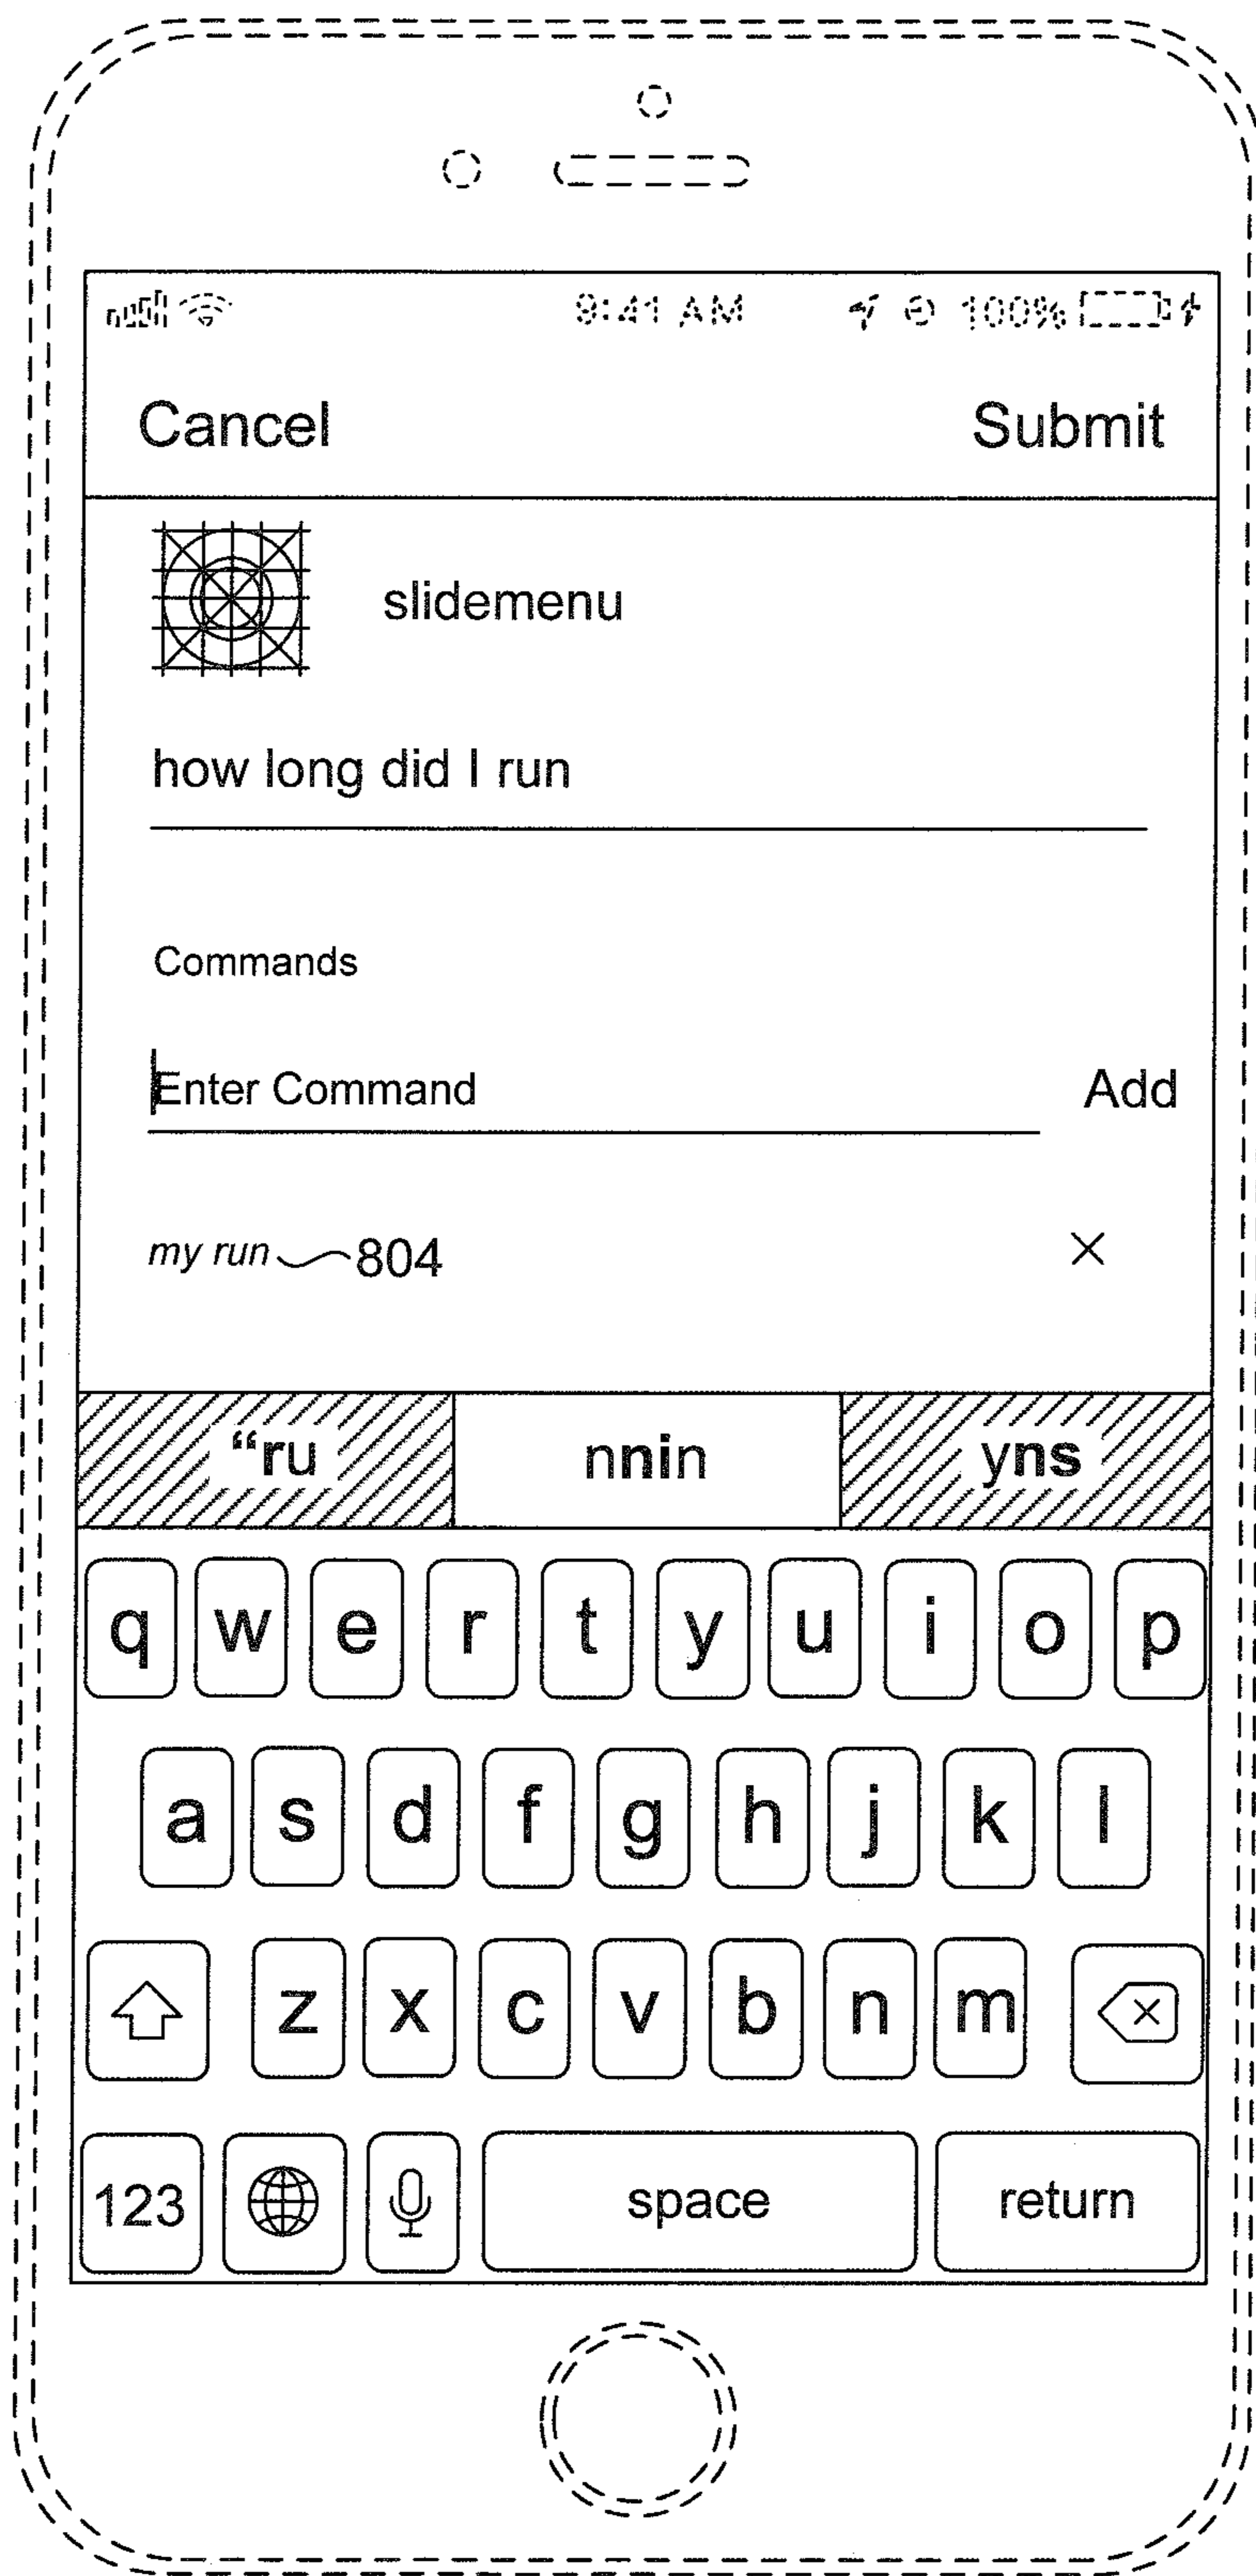 9:41 AM 100%
Cancel Submit
slidemenu
how long did I run
Commands
Enter Command Add
my run 804 ×
“ru nnin yns
q w e r t y u i o p
a s d f g h j k l
z x c v b n m
123 space return